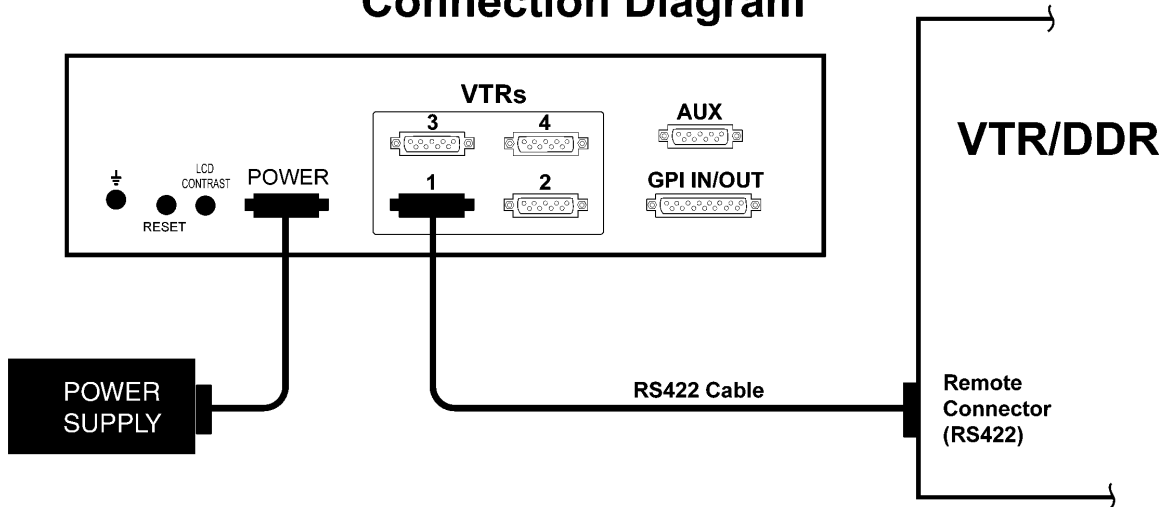 Connection Diagram
VTRs
3
4
AUX
VTR/DDR
LCD
CONTRAST
POWER
1
2
GPI IN/OUT
RESET
POWER
SUPPLY
RS422 Cable
Remote
Connector
(RS422)